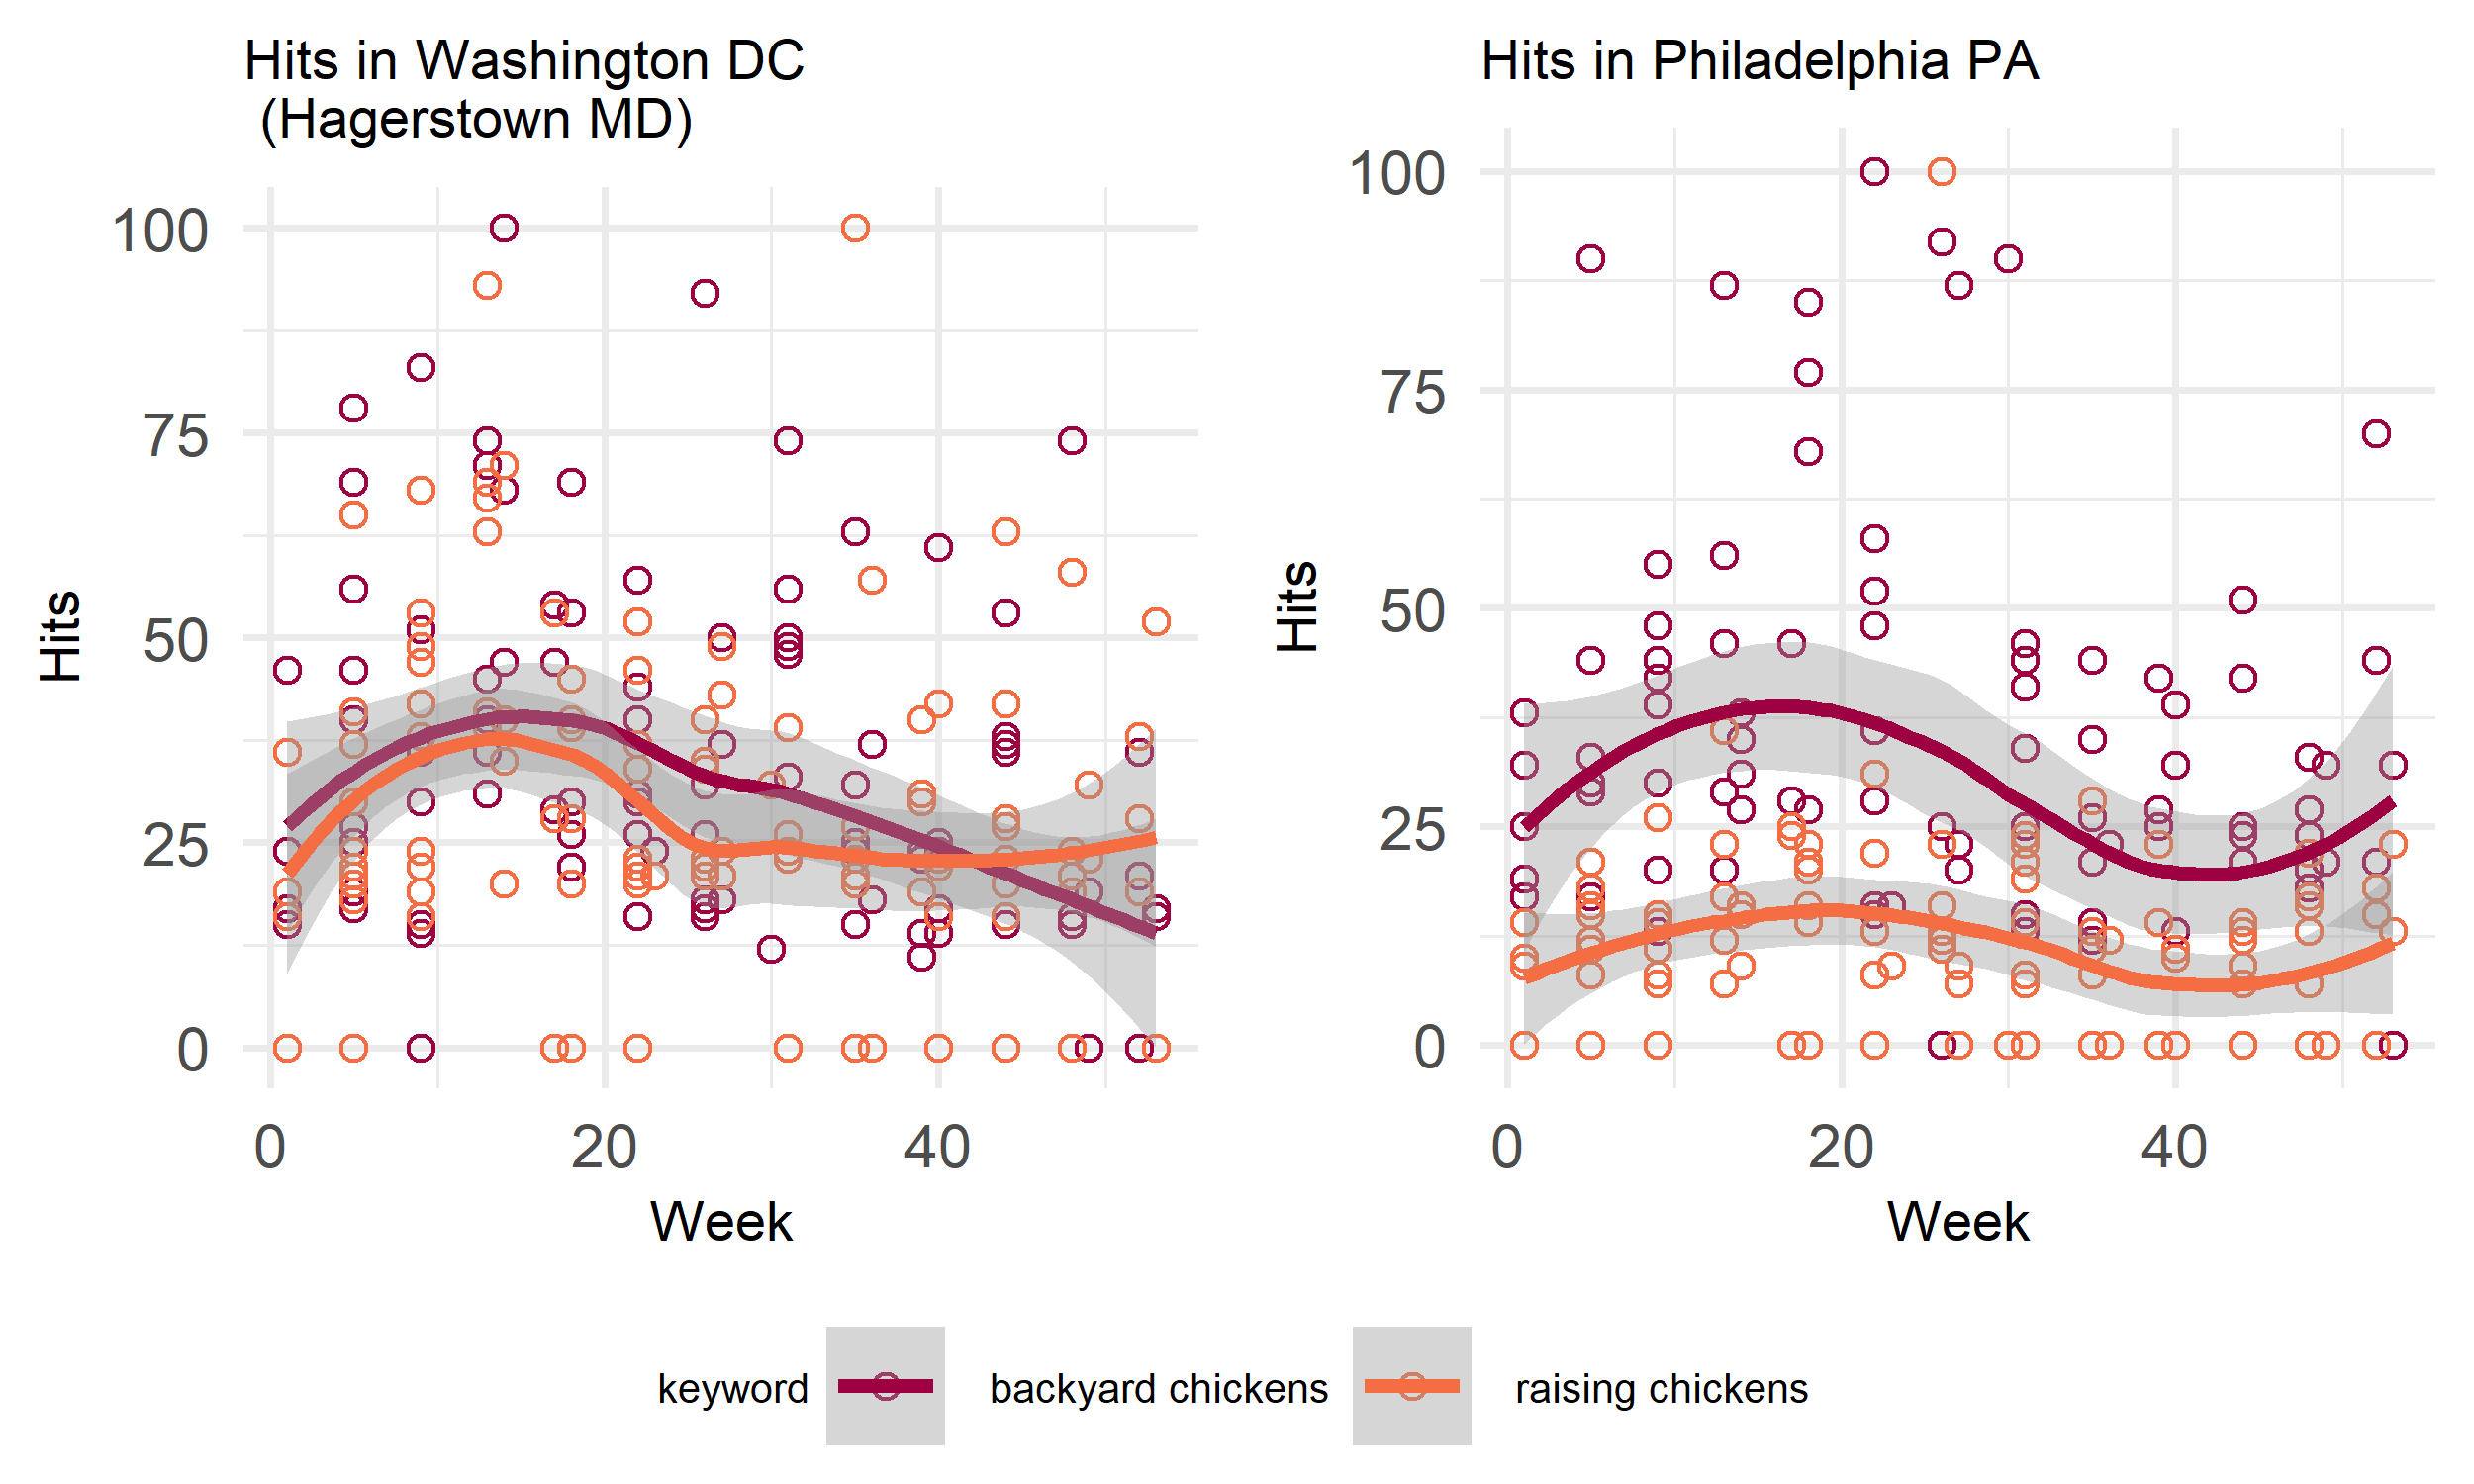 Hits in Washington DC
(Hagerstown MD)
100
75
50
25
0
Hits
0 20 40
Week
Hits in Philadelphia PA
100
75
50
25
0
Hits
0 20 40
Week
keyword backyard chickens raising chickens